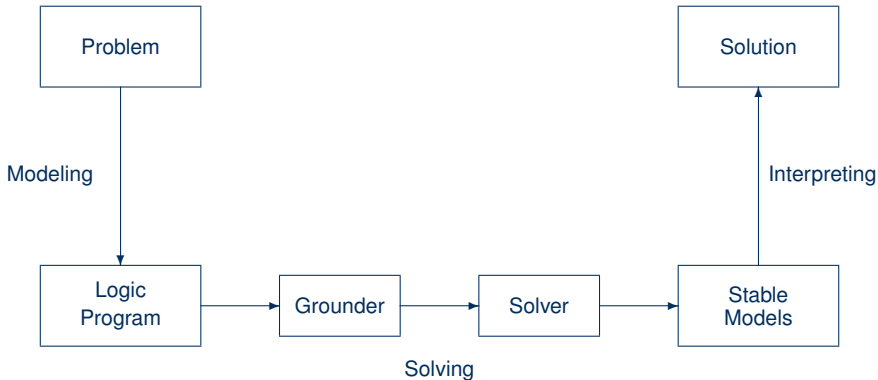 Problem
Solution
Modeling
Interpreting
Logic
Program
Grounder
Solver
Stable
Models
Solving